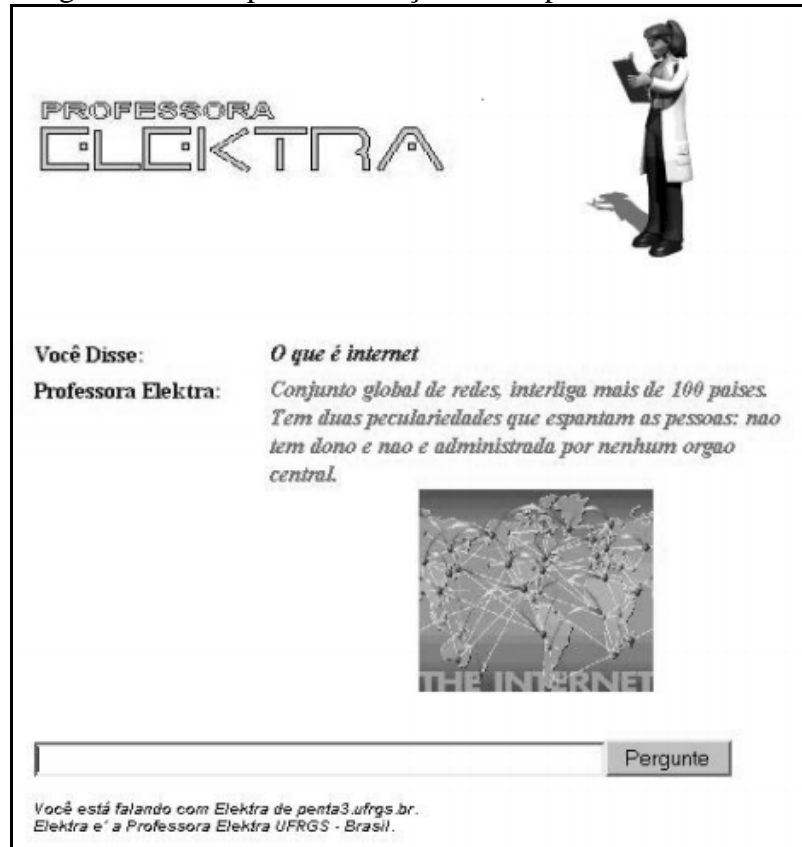 PROFESSORA
ELEKTRA
Você Disse: O que é internet
Professora Elektra: Conjunto global de redes, interliga mais de 100 paises.
Tem duas peculariedades que espantam as pessoas: nao
tem dono e nao e administrada por nenhum orgao
central.
THE INTERNET
Pergunte
Você está falando com Elektra de penta3.ufrgs.br.
Elektra e' a Professora Elektra UFRGS - Brasil.